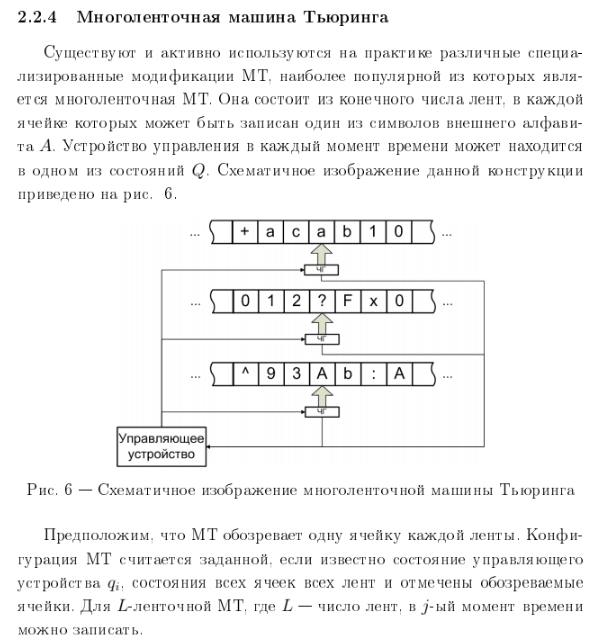 2.2.4 Многоленточная машина Тьюринга
Существуют и активно используются на практике различные специа-
лизированные модификации МТ, наиболее популярной из которых явля-
ется многоленточная МТ. Она состоит из конечного числа лент, в каждой
ячейке которых может быть записан один из символов внешнего алфави-
та A. Устройство управления в каждый момент времени может находится
в одном из состояний Q. Схематичное изображение данной конструкции
приведено на рис. 6.
... + a c a b 1 0 ...
ЧГ
... 0 1 2 ? F x 0 ...
ЧГ
... ^ 9 3 A b : A ...
ЧГ
Управляющее
устройство
Рис. 6 — Схематичное изображение многоленточной машины Тьюринга
Предположим, что МТ обозревает одну ячейку каждой ленты. Конфи-
гурация МТ считается заданной, если известно состояние управляющего
устройства qᵢ, состояния всех ячеек всех лент и отмечены обозреваемые
ячейки. Для L-ленточной МТ, где L — число лент, в j-ый момент времени
можно записать.